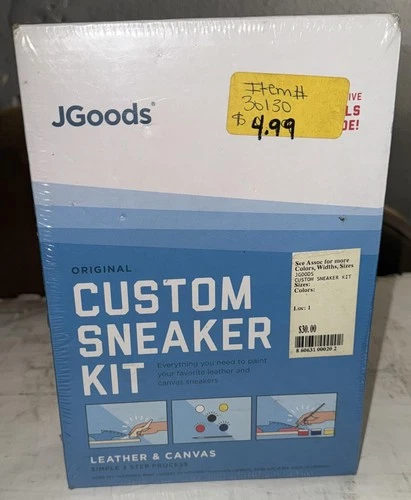 JGoods
Item#
30130
$ 4.99
IVE
LS
DE!
ORIGINAL
CUSTOM
SNEAKER
KIT
Everything you need to paint
your favorite leather and
canvas sneakers
See Assoc for more
Colors, Widths, Sizes
JGOODS
CUSTOM SNEAKER KIT
Sizes:
Colors:
Loc: 1
$30.00
LEATHER & CANVAS
SIMPLE 3 STEP PROCESS